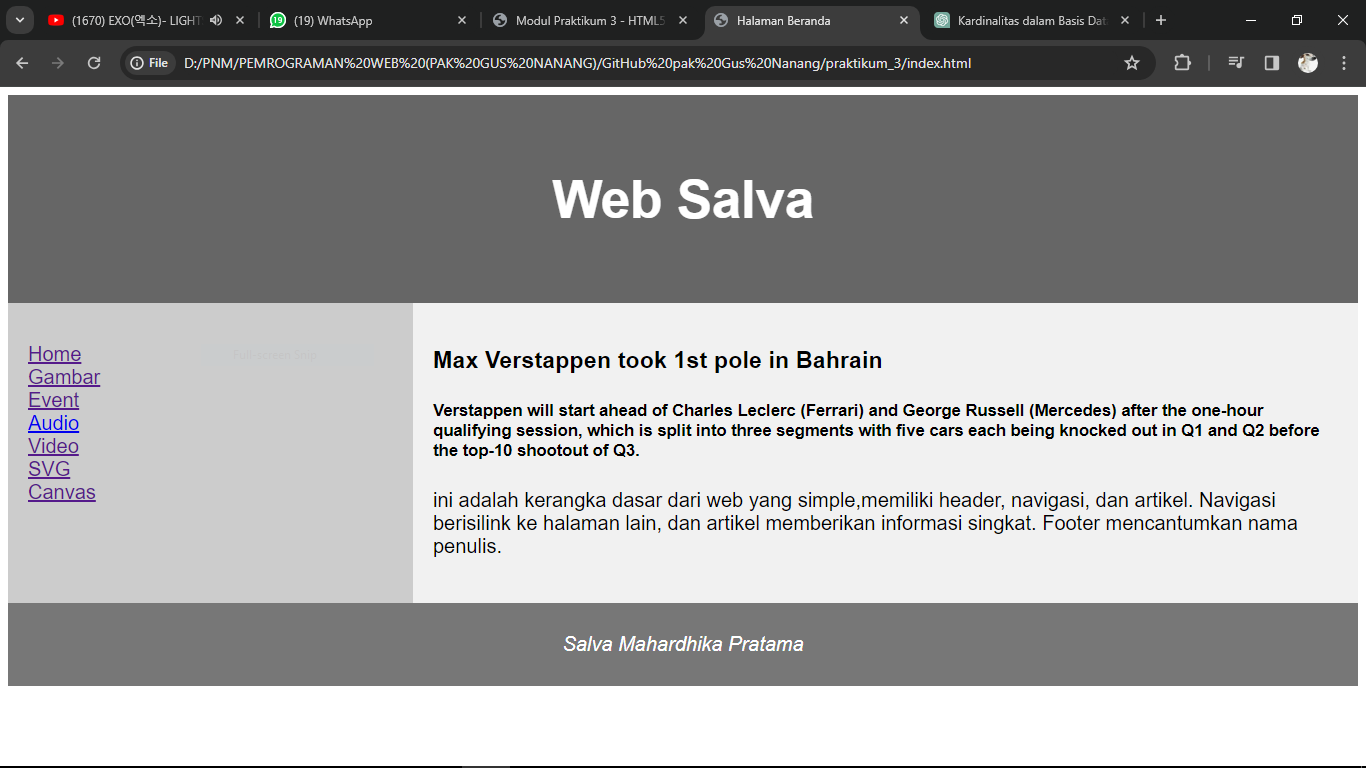 (1670) EXO(엑소)- LIGHT
(19) WhatsApp
Modul Praktikum 3 - HTML5
Halaman Beranda
Kardinalitas dalam Basis Dat
File
D:/PNM/PEMROGRAMAN%20WEB%20(PAK%20GUS%20NANANG)/GitHub%20pak%20Gus%20Nanang/praktikum_3/index.html
Web Salva
Home
Gambar
Event
Audio
Video
SVG
Canvas
Max Verstappen took 1st pole in Bahrain
Verstappen will start ahead of Charles Leclerc (Ferrari) and George Russell (Mercedes) after the one-hour
qualifying session, which is split into three segments with five cars each being knocked out in Q1 and Q2 before
the top-10 shootout of Q3.
ini adalah kerangka dasar dari web yang simple,memiliki header, navigasi, dan artikel. Navigasi
berisilink ke halaman lain, dan artikel memberikan informasi singkat. Footer mencantumkan nama
penulis.
Salva Mahardhika Pratama